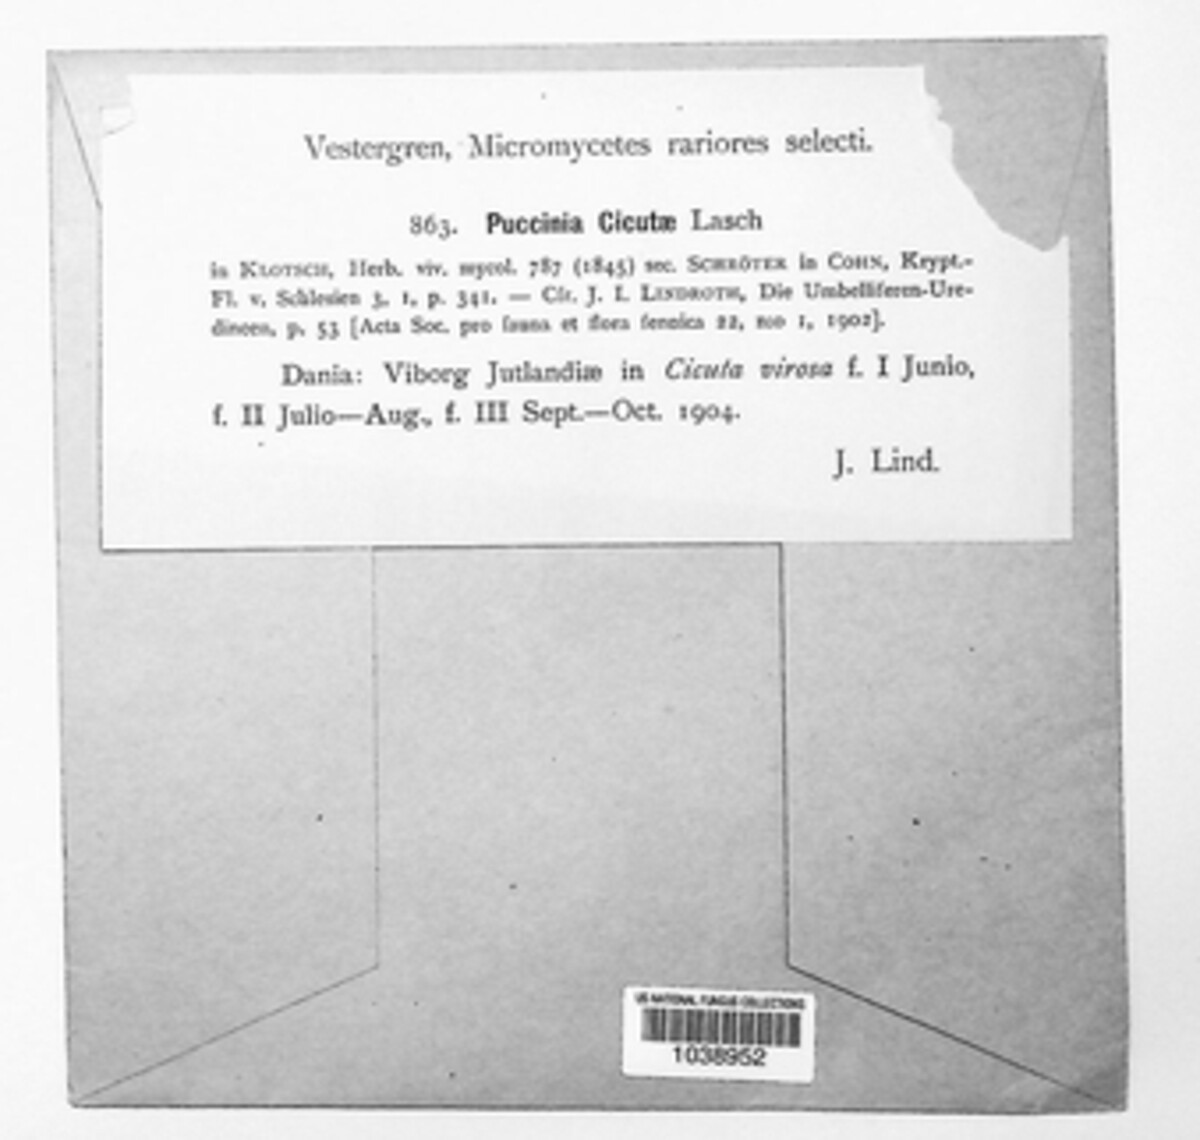 Vestergren, Micromycetes rariores selecti.
863. Puccinia Cicutæ Lasch
in KLOTSCH, Herb. viv. mycol. 787 (1845) sec. SCHRÖTER in COHN, Krypt.-
Fl. v. Schlesien 3, 1, p. 341. — Cfr. J. I. LINDROTH, Die Umbelliferen-Ure-
dineen, p. 53 [Acta Soc. pro fauna et flora fennica 22, no 1, 1902].
Dania: Viborg Jutlandiæ in Cicuta virosa f. I Junio,
f. II Julio—Aug., f. III Sept.—Oct. 1904.
J. Lind.
US NATIONAL FUNGUS COLLECTIONS
1038952